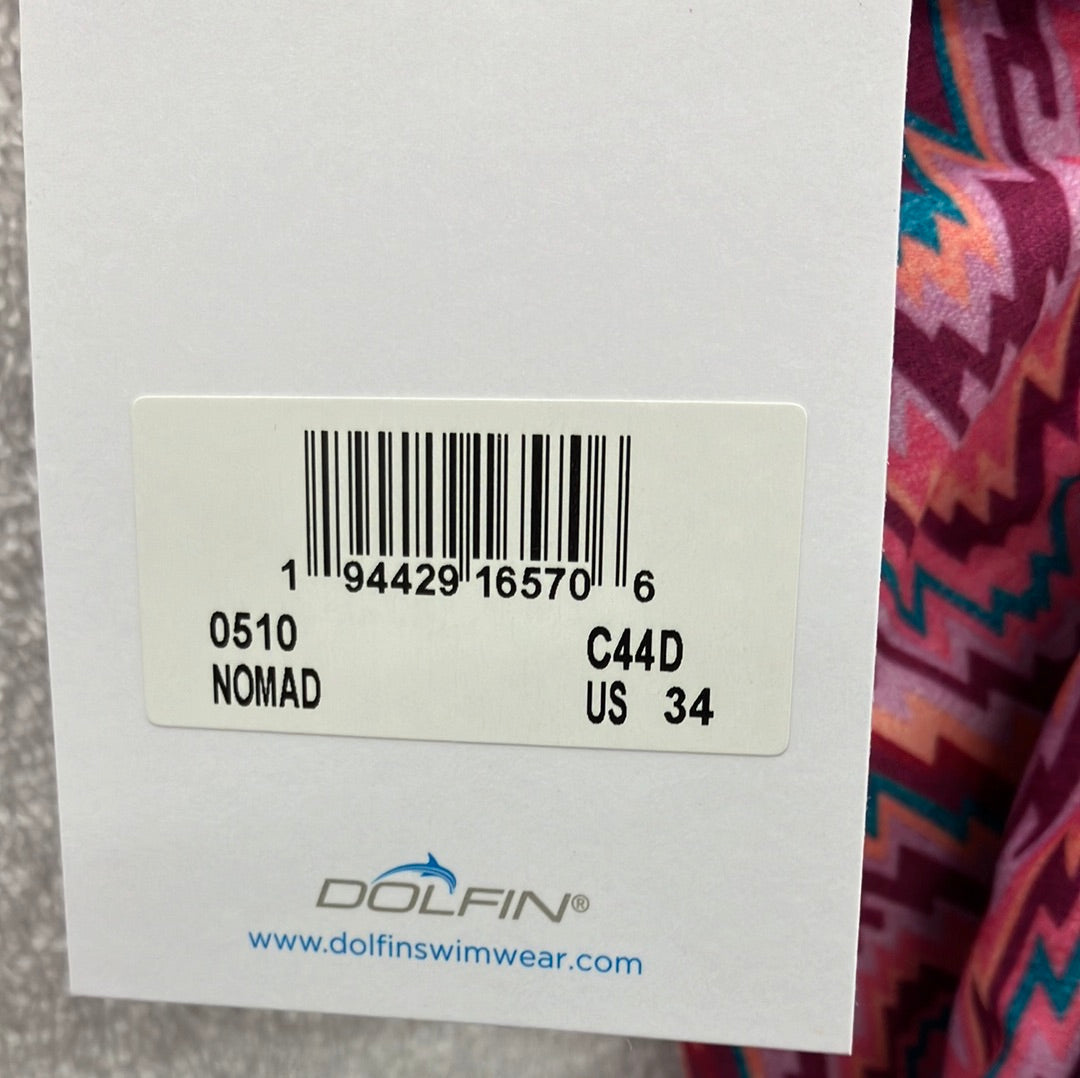 1 94429 16570 6
0510 C44D
NOMAD US 34
DOLFIN®
www.dolfinswimwear.com